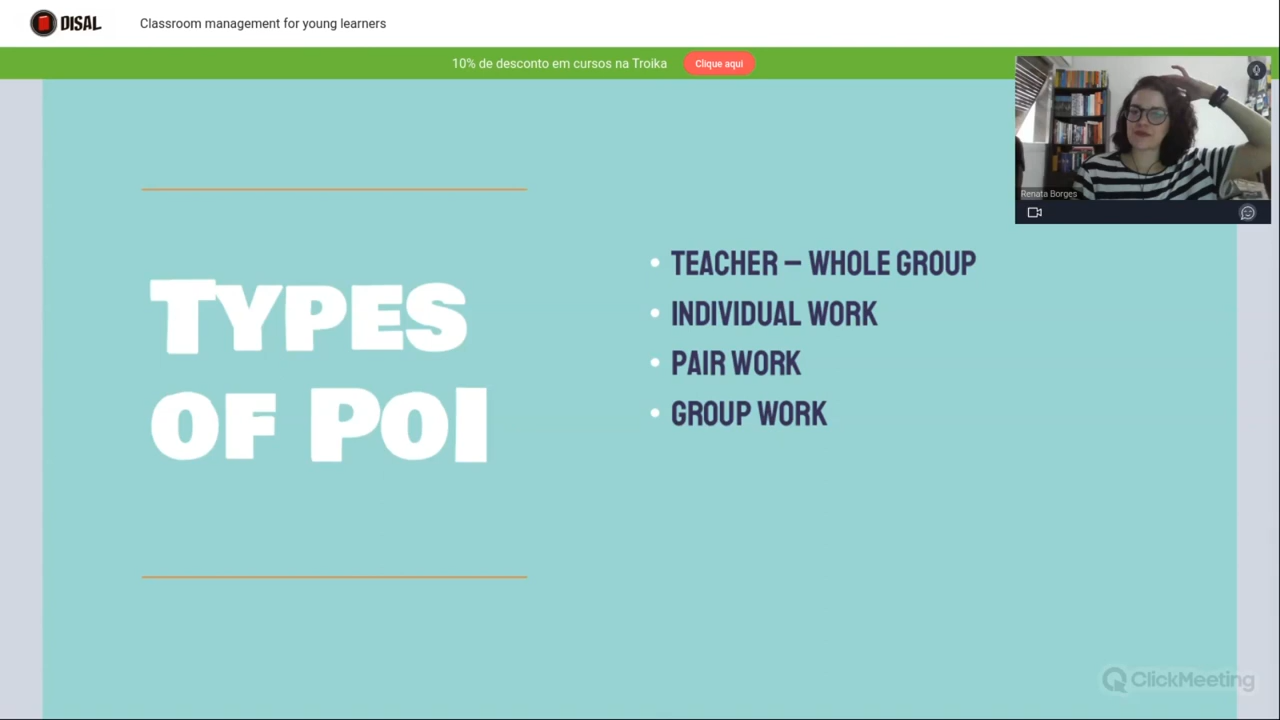 DISAL
Classroom management for young learners
10% de desconto em cursos na Troika
Clique aqui
Renata Borges
TYPES
OF POI
• TEACHER – WHOLE GROUP
• INDIVIDUAL WORK
• PAIR WORK
• GROUP WORK
ClickMeeting